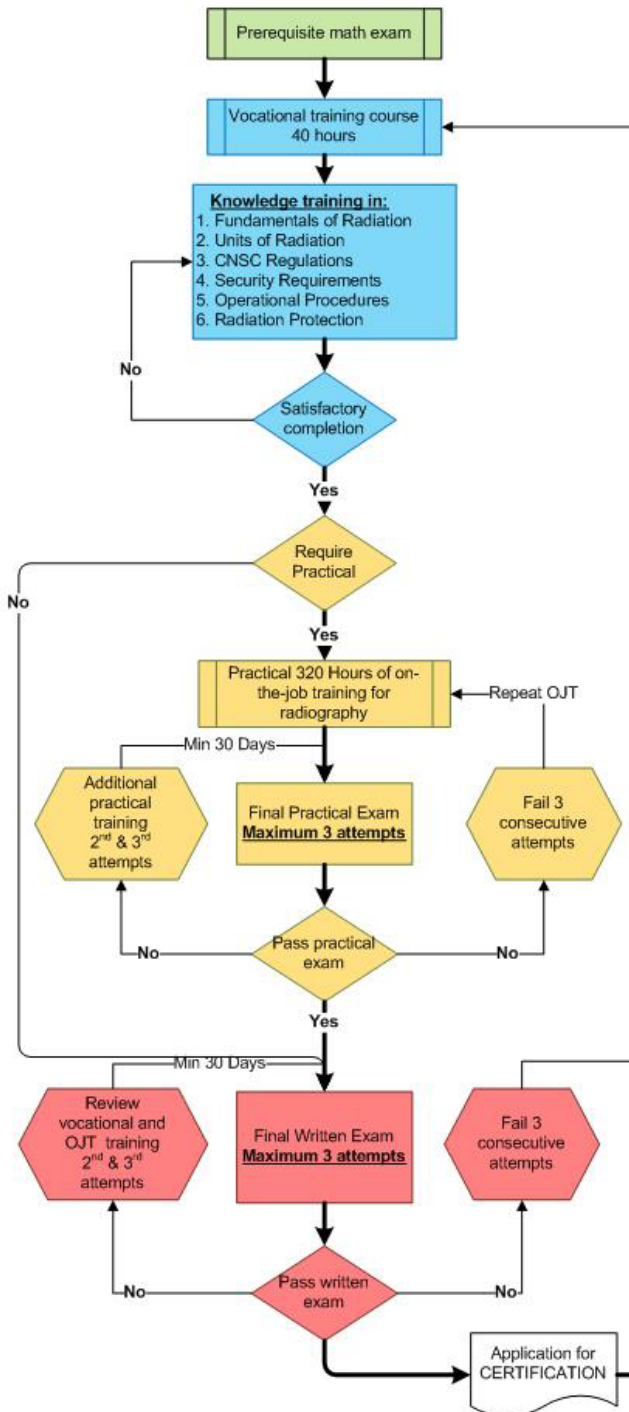 Prerequisite math exam
Vocational training course
40 hours
Knowledge training in:
1. Fundamentals of Radiation
2. Units of Radiation
3. CNSC Regulations
4. Security Requirements
5. Operational Procedures
6. Radiation Protection
No
Satisfactory
completion
Yes
Require
Practical
No
Yes
Practical 320 Hours of on-
the-job training for
radiography
Repeat OJT
Min 30 Days
Additional
practical
training
2nd & 3rd
attempts
Final Practical Exam
Maximum 3 attempts
Fail 3
consecutive
attempts
No
Pass practical
exam
No
Yes
Min 30 Days
Review
vocational and
OJT training
2nd & 3rd
attempts
Final Written Exam
Maximum 3 attempts
Fail 3
consecutive
attempts
No
Pass written
exam
No
Application for
CERTIFICATION